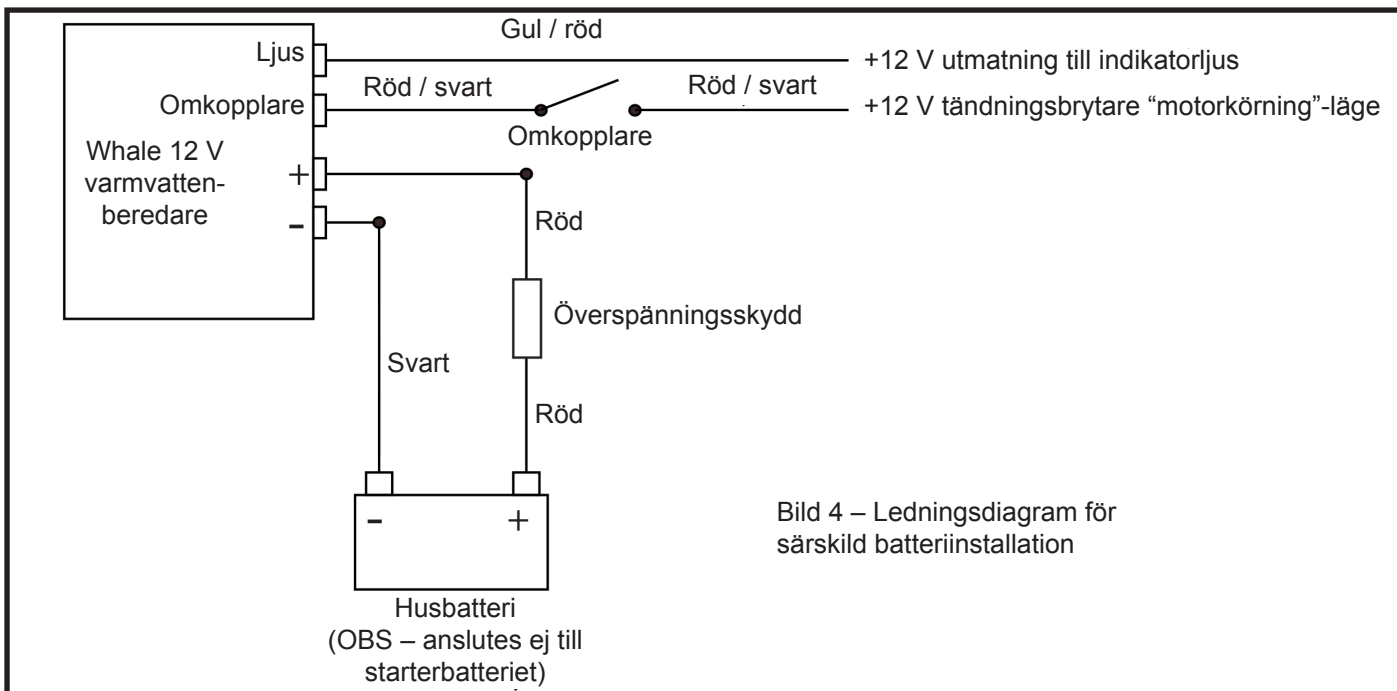 Gul / röd
Ljus
+12 V utmatning till indikatorljus
Röd / svart
Röd / svart
Omkopplare
+12 V tändningsbrytare “motorkörning”-läge
Omkopplare
Whale 12 V
varmvatten-
beredare
+
-
Röd
Överspänningsskydd
Svart
Röd
-
+
Bild 4 – Ledningsdiagram för
särskild batteriinstallation
Husbatteri
(OBS – anslutes ej till
starterbatteriet)